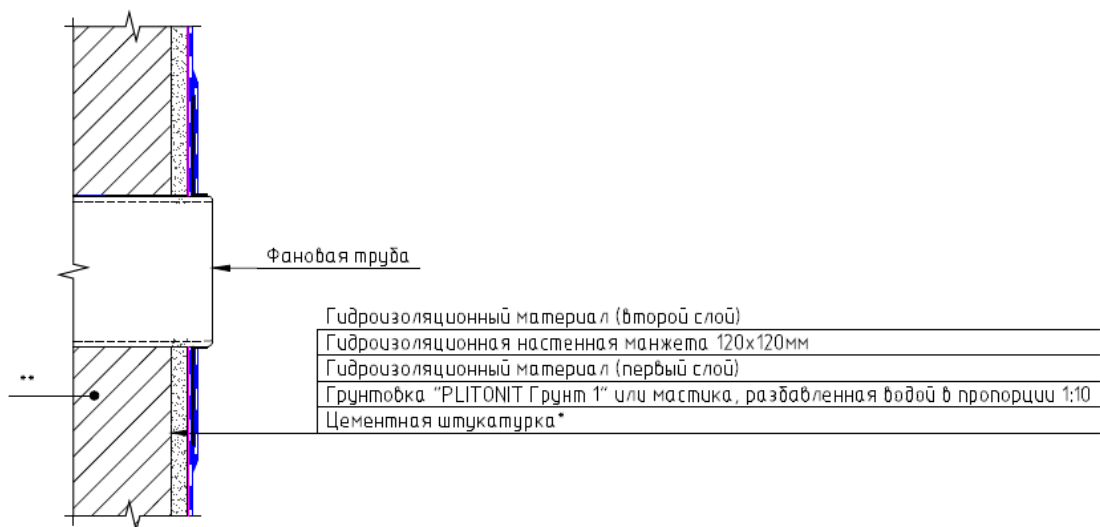 Фановая труба
Гидроизоляционный материал (второй слой)
Гидроизоляционная настенная манжета 120х120мм
Гидроизоляционный материал (первый слой)
Грунтовка "PLITONIT Грунт 1" или мастика, разбавленная водой в пропорции 1:10
Цементная штукатурка*
**